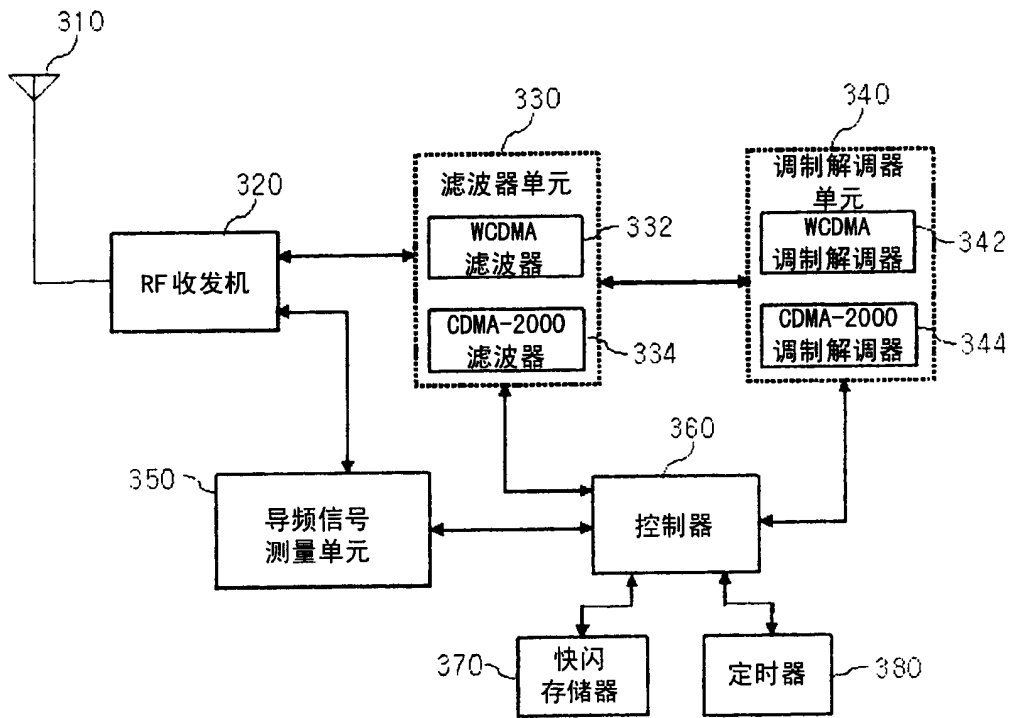 310
330
340
320
滤波器单元
调制解调器
单元
WCDMA
滤波器
332
WCDMA
调制解调器
342
RF收发机
CDMA-2000
滤波器
334
CDMA-2000
调制解调器
344
360
350
导频信号
测量单元
控制器
370
快闪
存储器
定时器
380